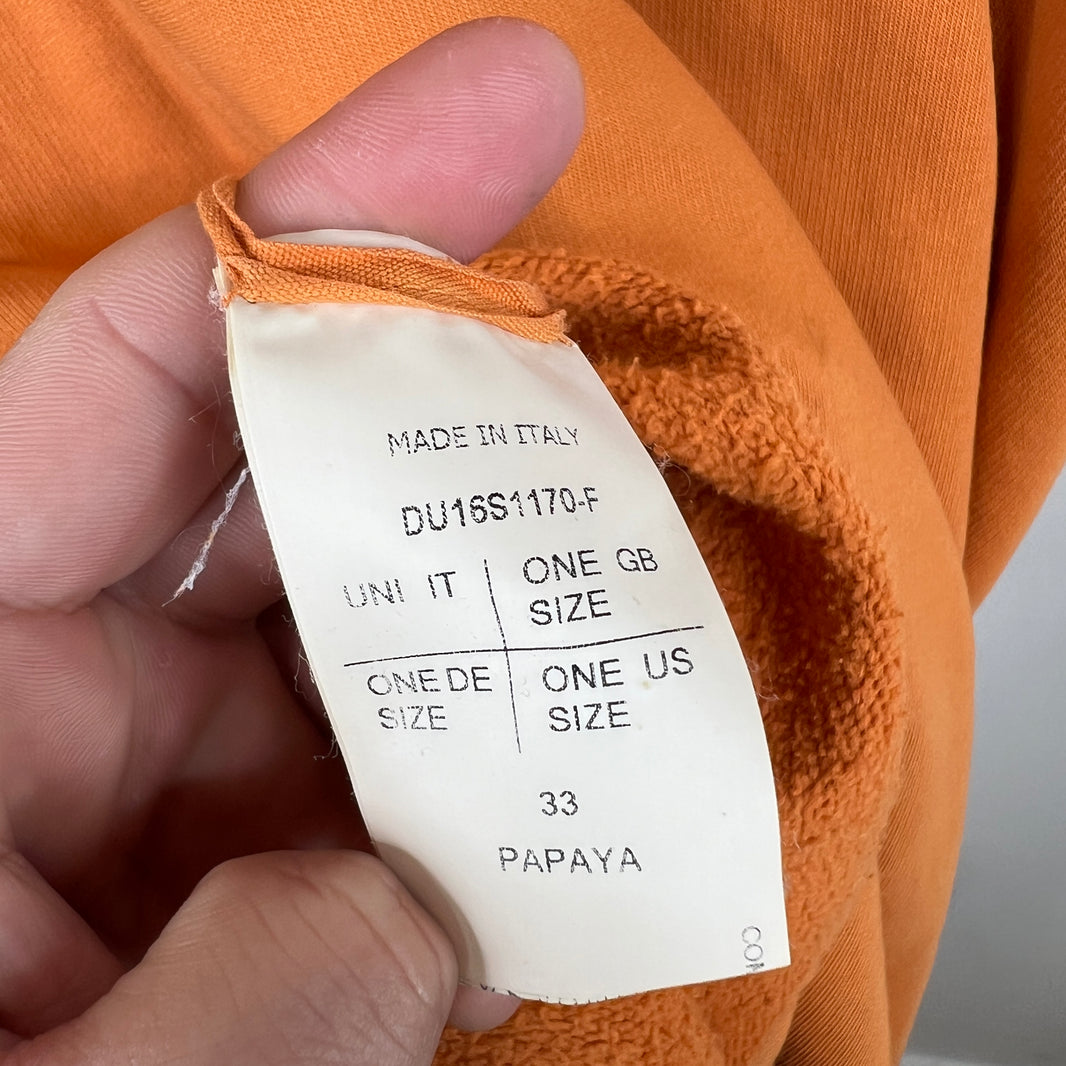 MADE IN ITALY
DU16S1170-F
UNI IT
ONE GB
SIZE
ONE DE
SIZE
ONE US
SIZE
33
PAPAYA